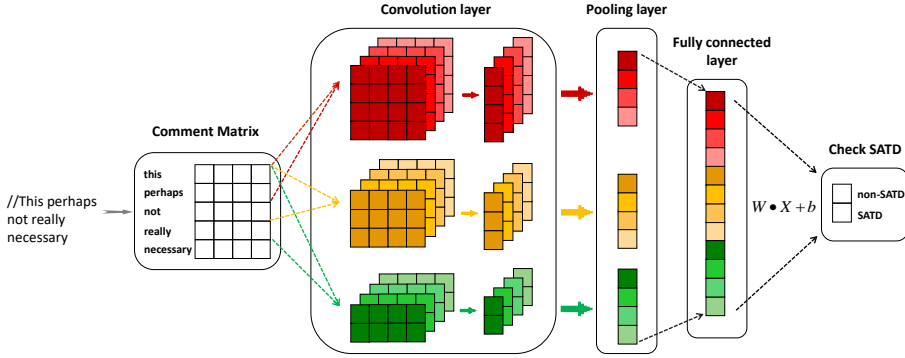 Convolution layer
Pooling layer
Fully connected
layer
Comment Matrix
Check SATD
//This perhaps
not really
necessary
this
perhaps
not
really
necessary
W • X + b
non-SATD
SATD